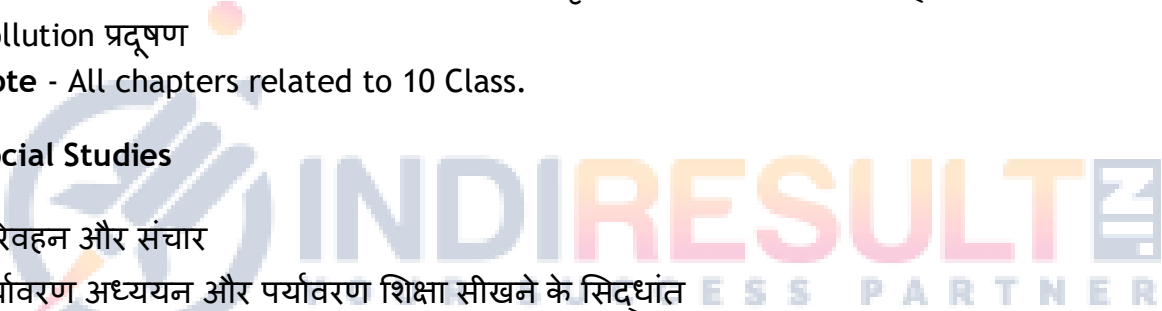 ollution प्रदूषण
ote - All chapters related to 10 Class.
ocial Studies
INDIRESULT.IN
रिवहन और संचार
र्यावरण अध्ययन और पर्यावरण शिक्षा सीखने के सिद्धांत
ESS PARTNER